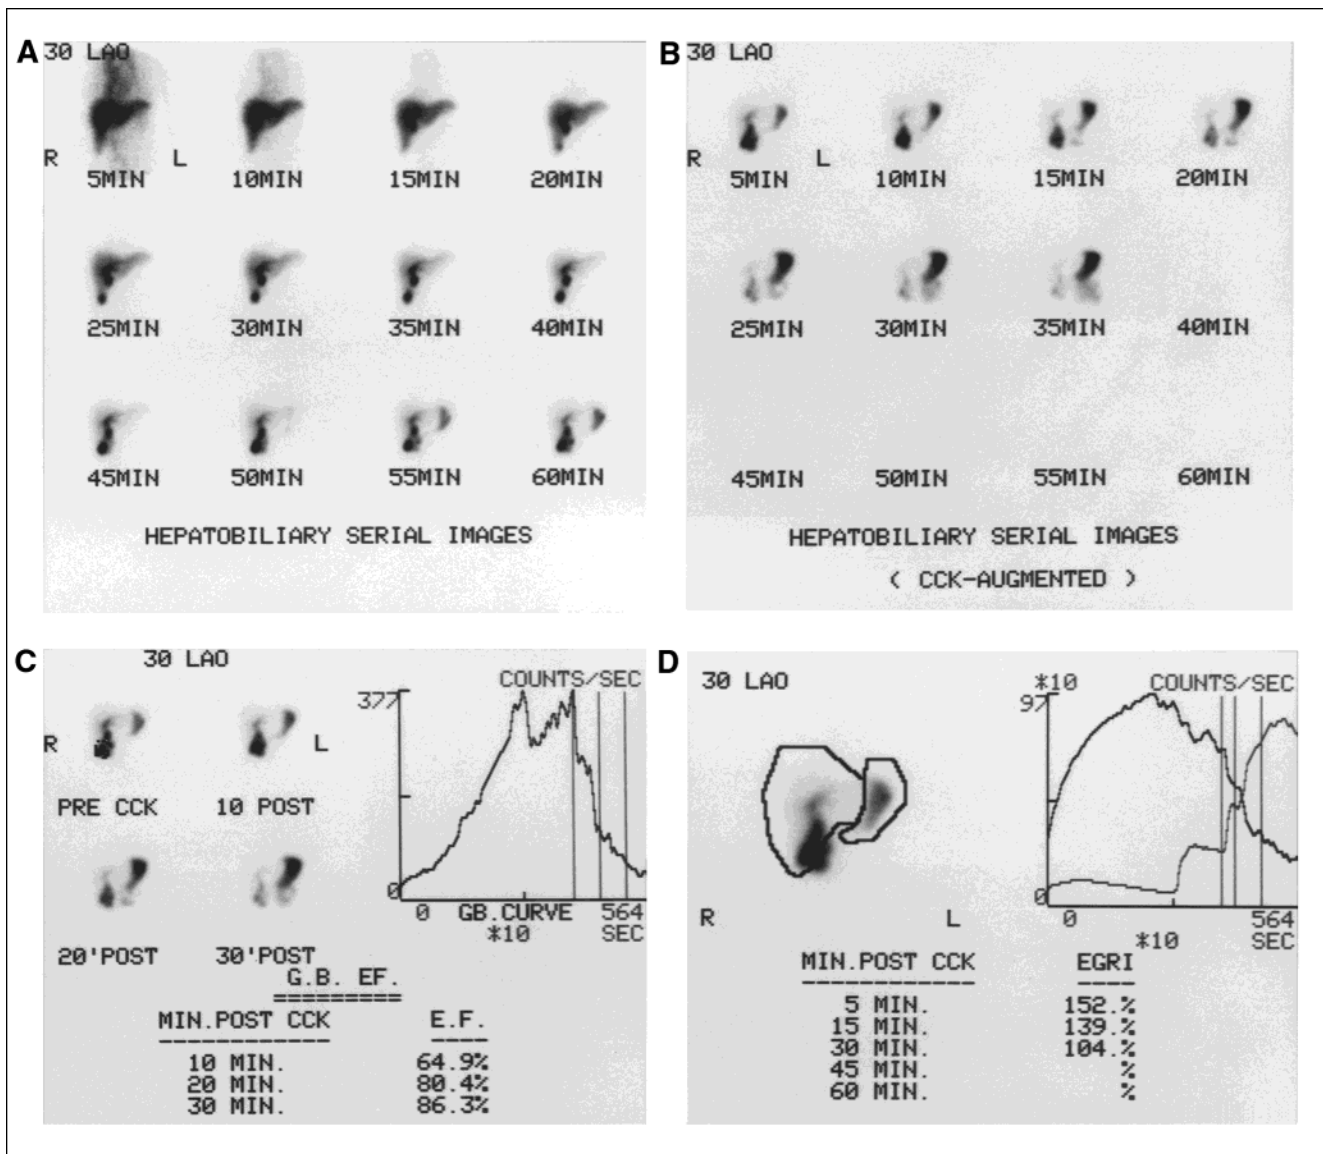 A
30 LAO
R
L
5MIN 10MIN 15MIN 20MIN
25MIN 30MIN 35MIN 40MIN
45MIN 50MIN 55MIN 60MIN
HEPATOBILIARY SERIAL IMAGES
B
30 LAO
R
L
5MIN 10MIN 15MIN 20MIN
25MIN 30MIN 35MIN 40MIN
45MIN 50MIN 55MIN 60MIN
HEPATOBILIARY SERIAL IMAGES
( CCK-AUGMENTED )
C
30 LAO
R
L
PRE CCK 10 POST
20'POST 30'POST
COUNTS/SEC
377
0
0 GB.CURVE 564
*10 SEC
G.B. EF.
MIN.POST CCK E.F.
10 MIN. 64.9%
20 MIN. 80.4%
30 MIN. 86.3%
D
30 LAO
R L
*10 COUNTS/SEC
97
0
0 564
*10 SEC
MIN.POST CCK EGRI
5 MIN. 152.%
15 MIN. 139.%
30 MIN. 104.%
45 MIN. %
60 MIN. %